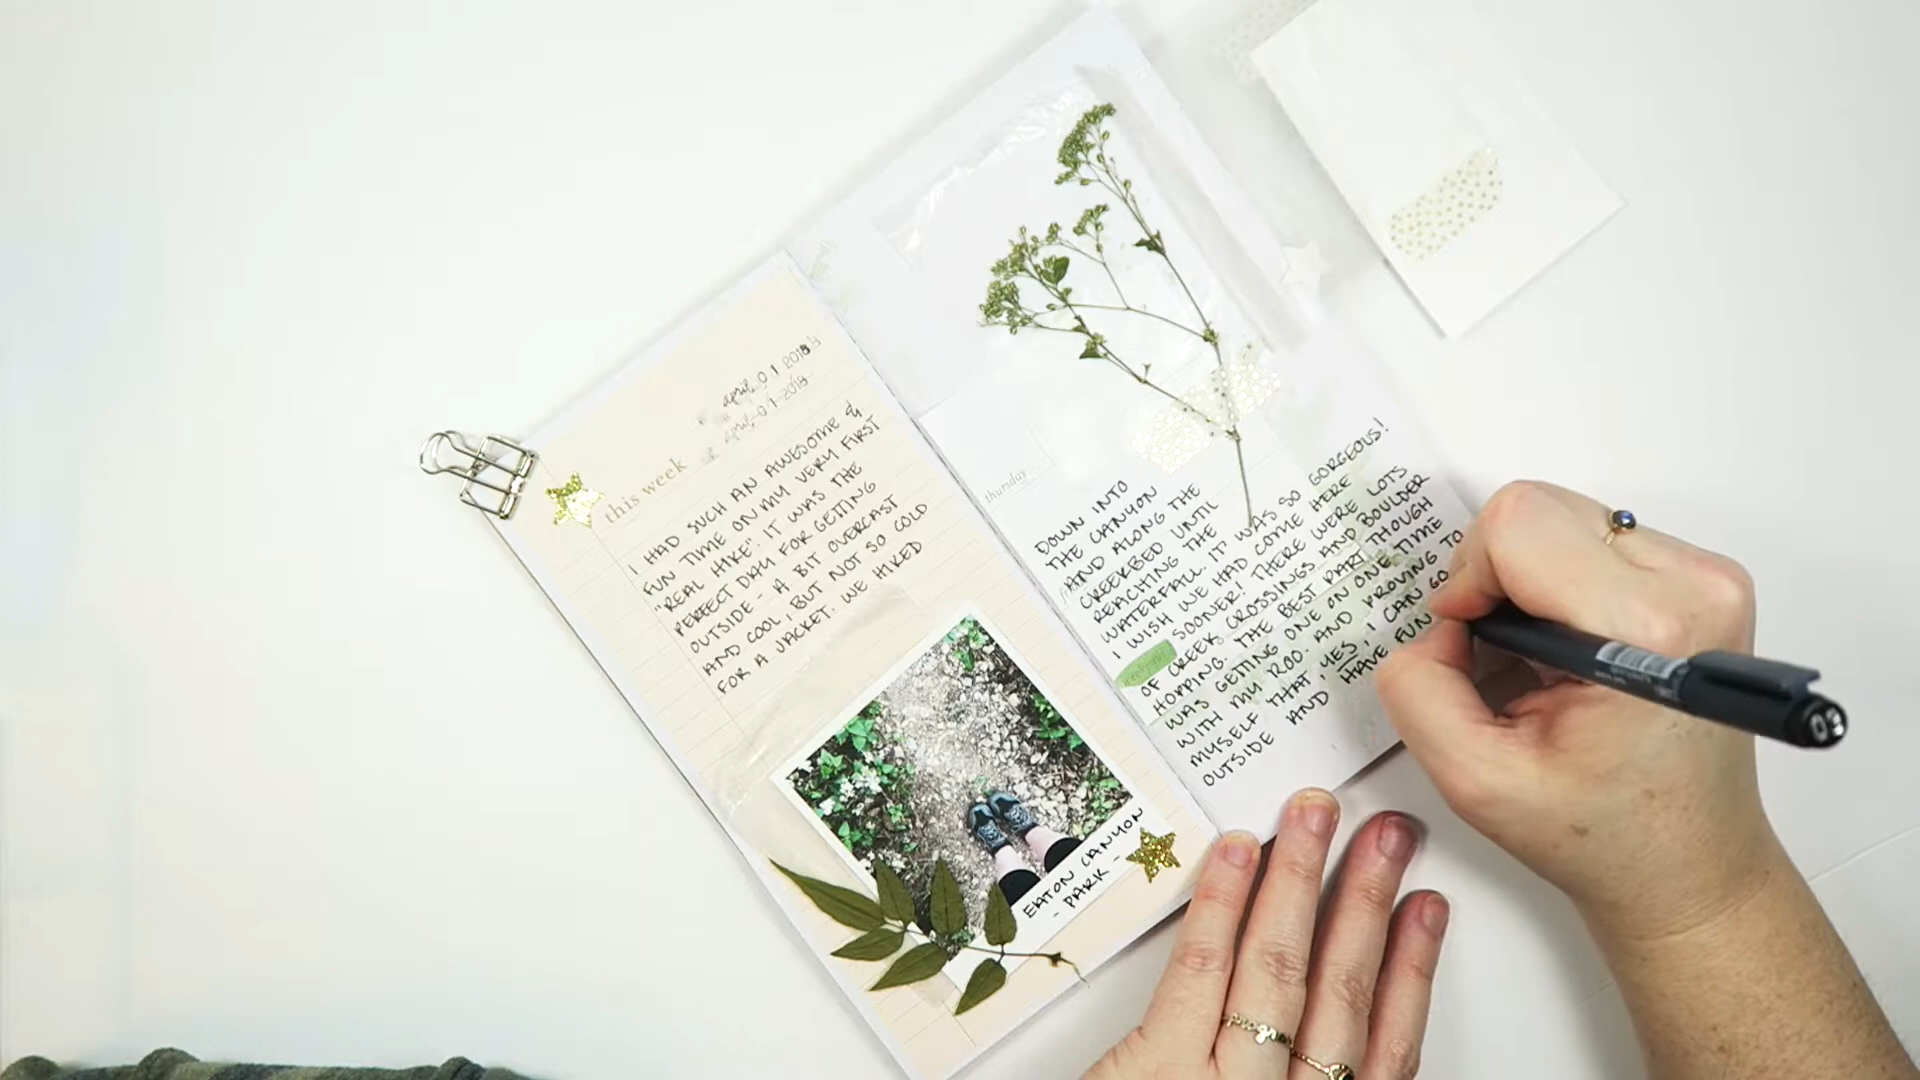 april 01 2018
april 01 2018
this week
I HAD SUCH AN AWESOME &
FUN TIME ON MY VERY FIRST
"REAL HIKE". IT WAS THE
PERFECT DAY FOR GETTING
OUTSIDE - A BIT OVERCAST
AND COOL, BUT NOT SO COLD
FOR A JACKET. WE HIKED
EATON CANYON
- PARK -
thursday
DOWN INTO
THE CANYON
AND ALONG THE
CREEKBED UNTIL
REACHING THE
WATERFALL. IT WAS SO GORGEOUS!
I WISH WE HAD COME HERE
SOONER! THERE WERE LOTS
OF CREEK CROSSINGS AND BOULDER
HOPPING. THE BEST PART THOUGH
WAS GETTING ONE ON ONE TIME
WITH MY ROO. AND PROVING TO
MYSELF THAT, YES, I CAN GO
OUTSIDE AND HAVE FUN
03